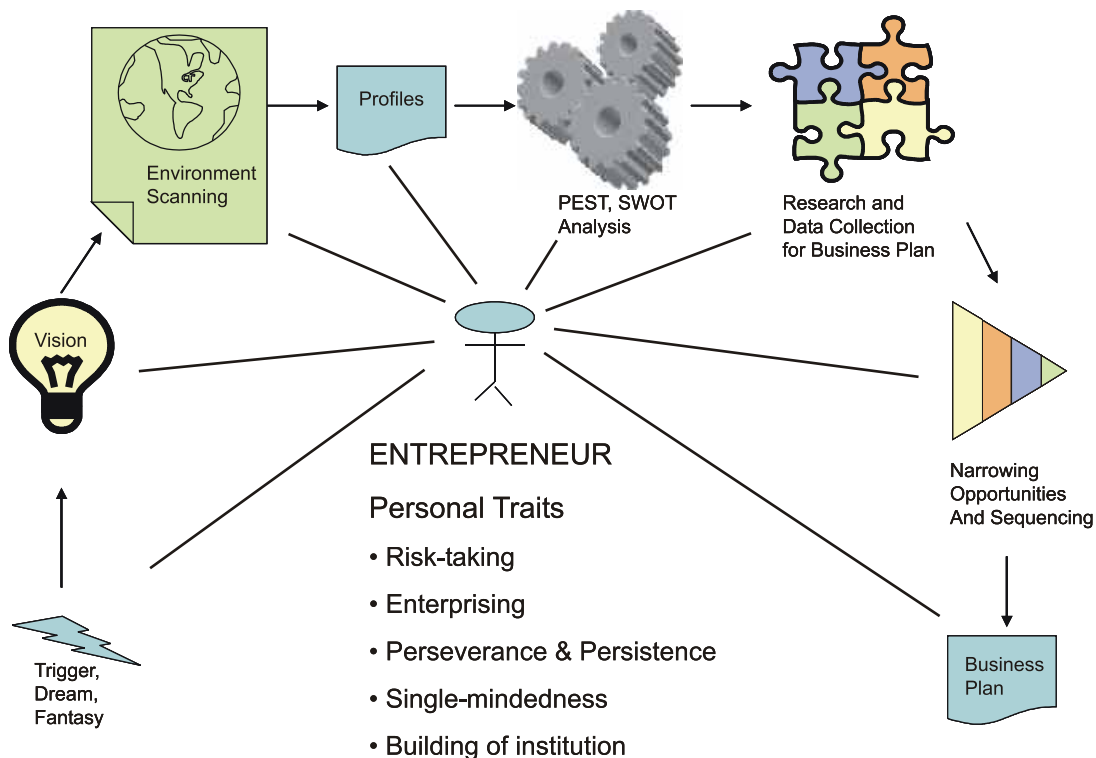 Environment
Scanning
Profiles
PEST, SWOT
Analysis
Research and
Data Collection
for Business Plan
Vision
Narrowing
Opportunities
And Sequencing
Trigger,
Dream,
Fantasy
Business
Plan
ENTREPRENEUR
Personal Traits
• Risk-taking
• Enterprising
• Perseverance & Persistence
• Single-mindedness
• Building of institution